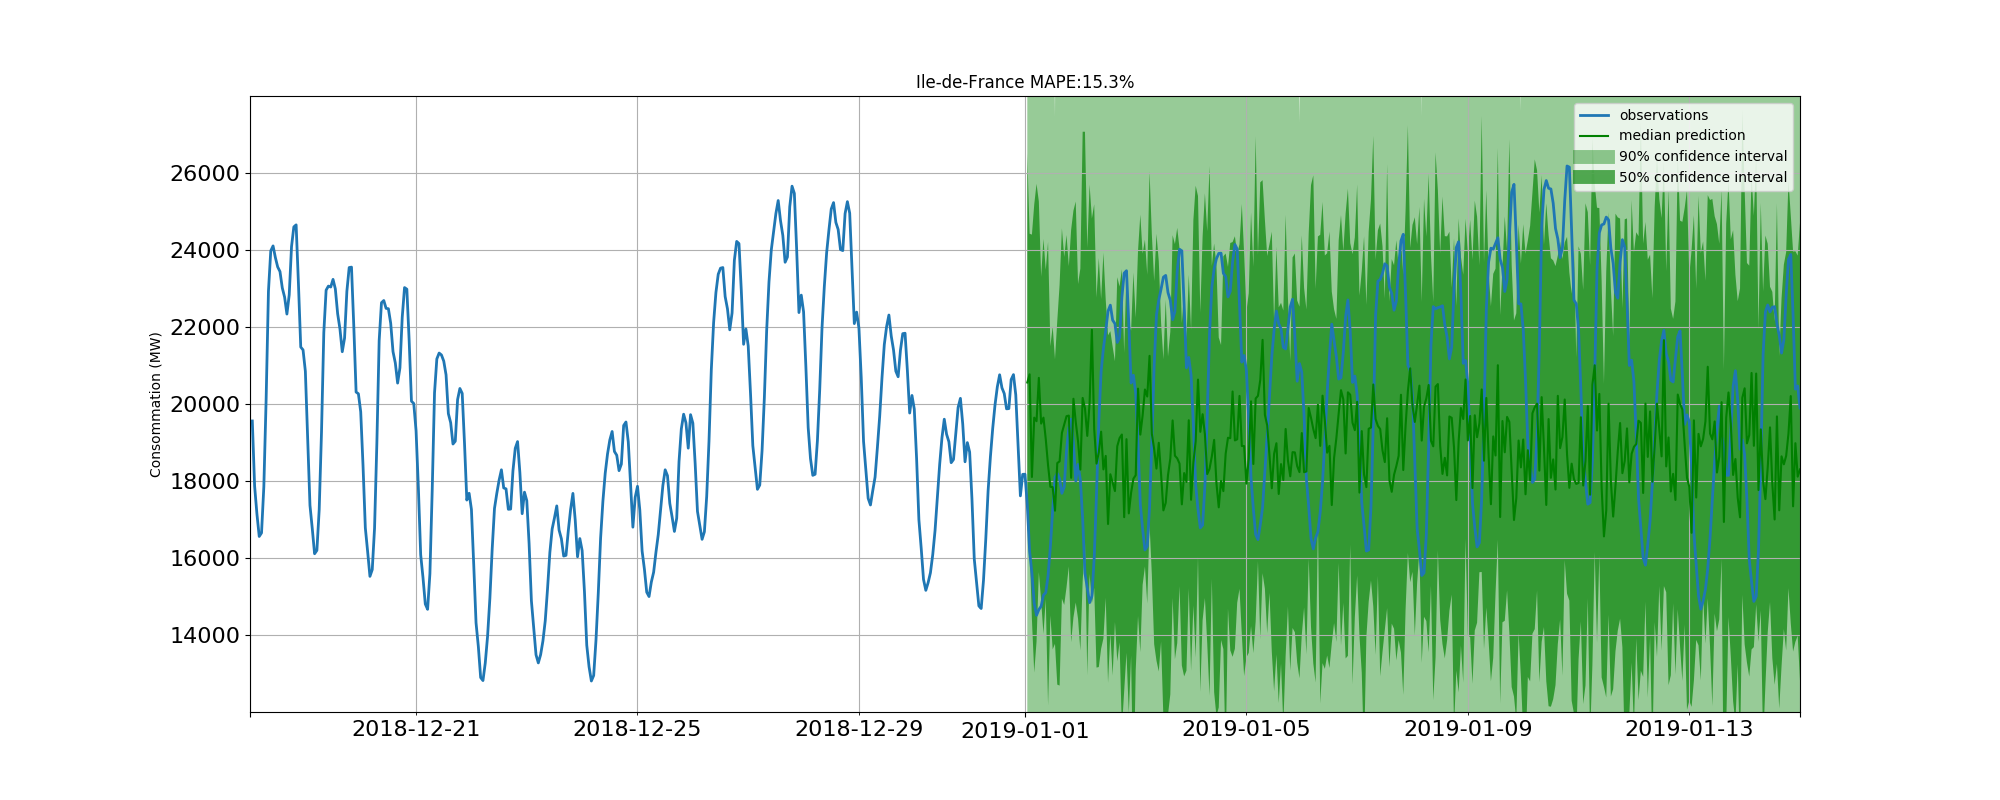 Ile-de-France MAPE:15.3%
observations
median prediction
90% confidence interval
50% confidence interval
Consommation (MW)
26000
24000
22000
20000
18000
16000
14000
2018-12-21 2018-12-25 2018-12-29 2019-01-01 2019-01-05 2019-01-09 2019-01-13